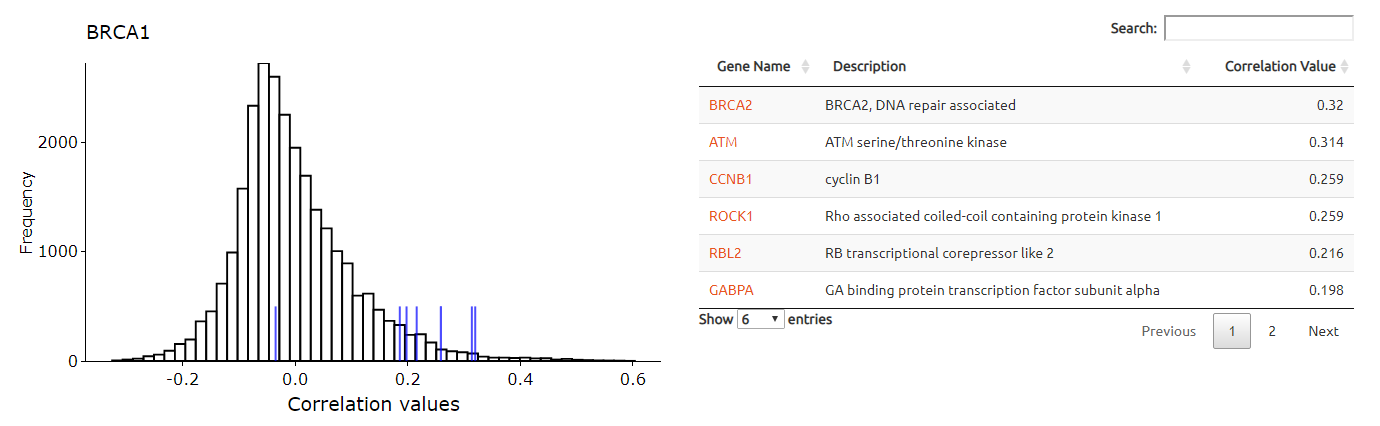 BRCA1
2000
1000
0
Frequency
-0.2 0.0 0.2 0.4 0.6
Correlation values
Search:
Gene Name Description Correlation Value
BRCA2 BRCA2, DNA repair associated 0.32
ATM ATM serine/threonine kinase 0.314
CCNB1 cyclin B1 0.259
ROCK1 Rho associated coiled-coil containing protein kinase 1 0.259
RBL2 RB transcriptional corepressor like 2 0.216
GABPA GA binding protein transcription factor subunit alpha 0.198
Show 6 entries
Previous 1 2 Next